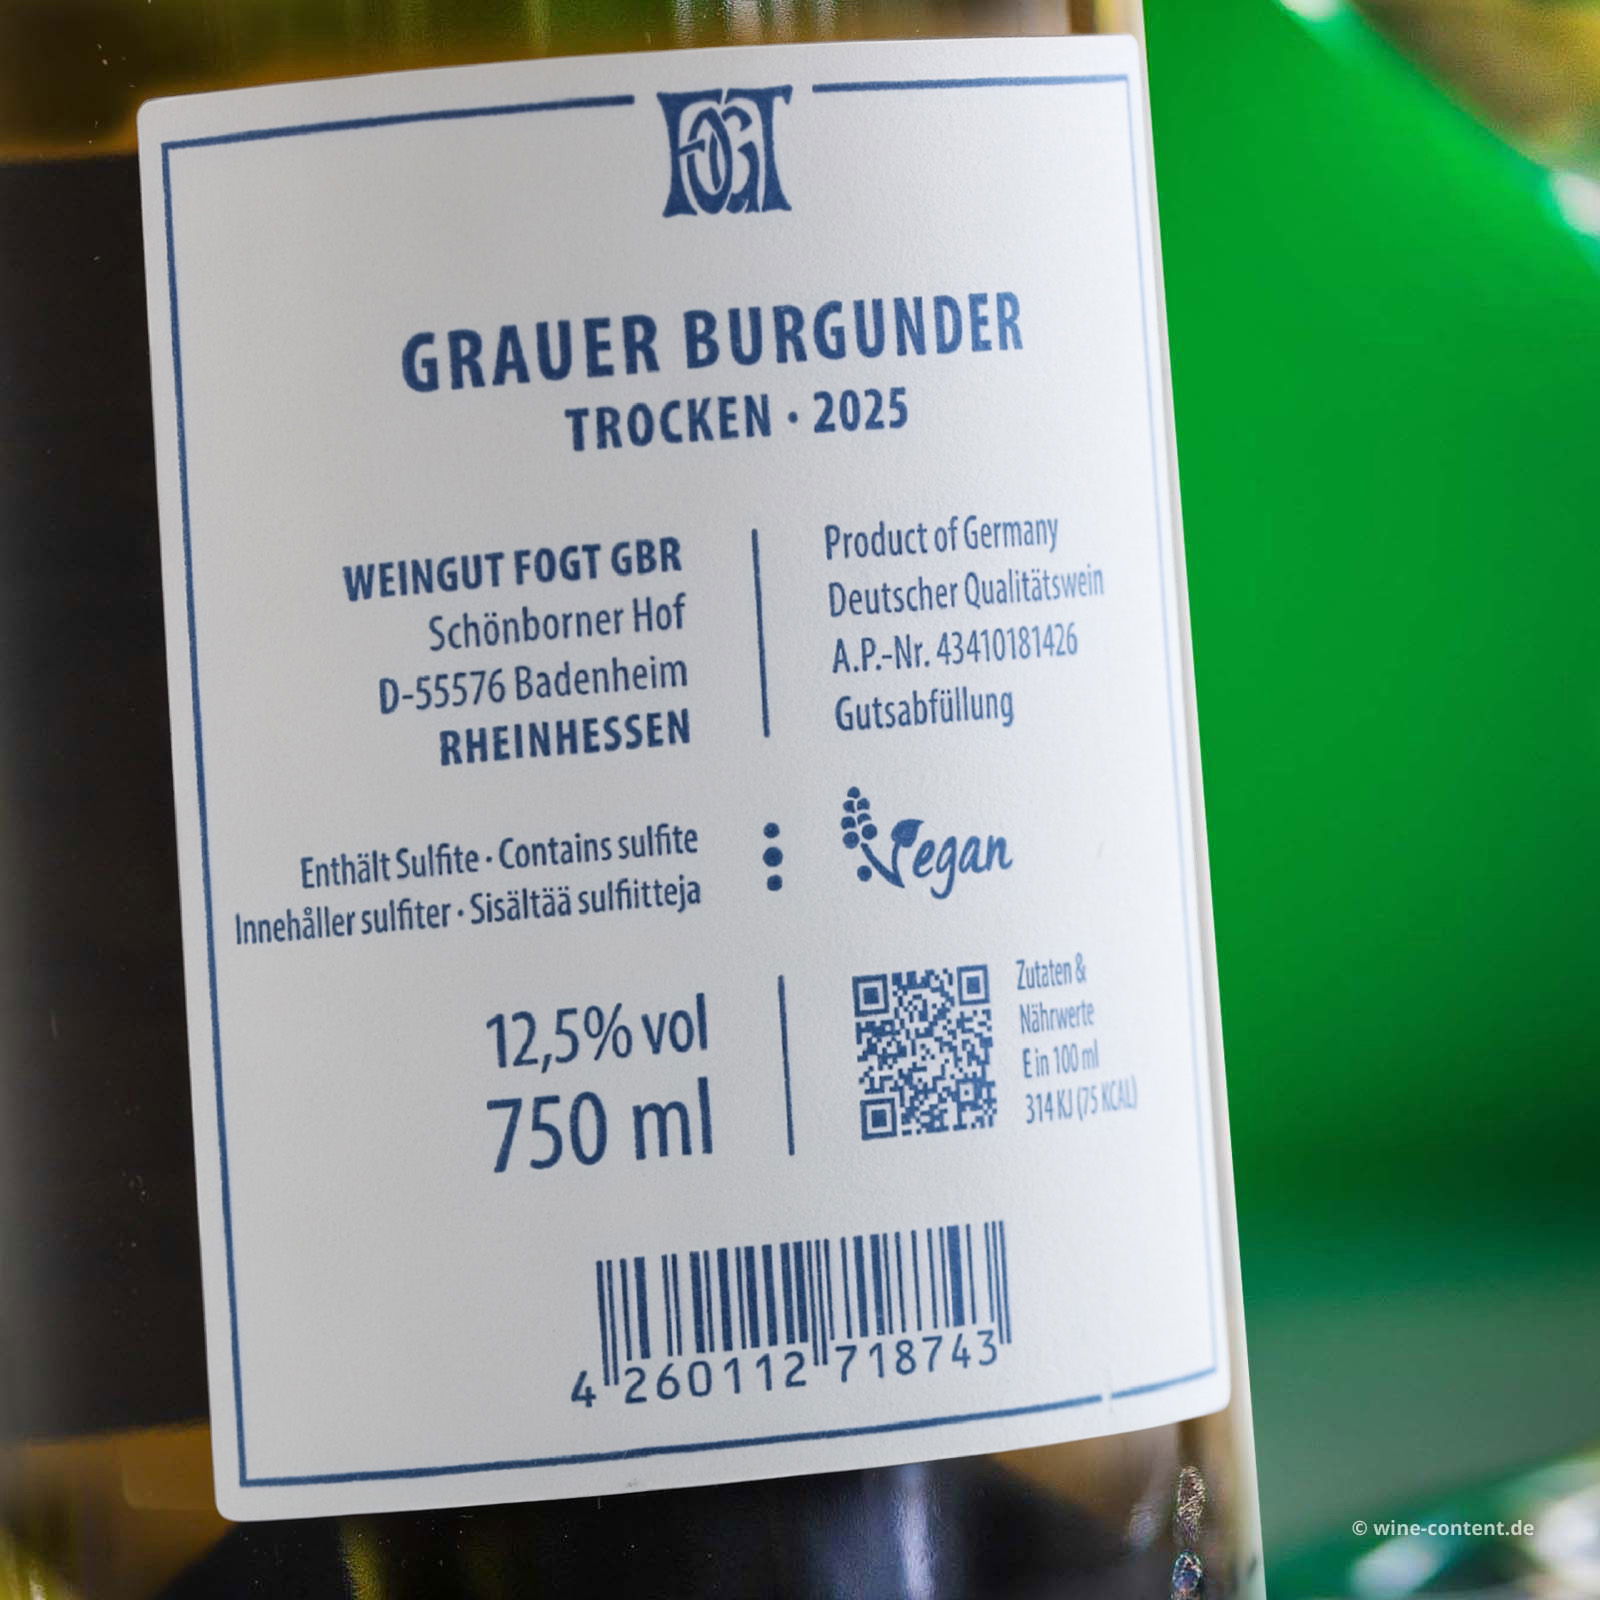 FOGT
GRAUER BURGUNDER
TROCKEN · 2025
WEINGUT FOGT GBR
Schönborner Hof
D-55576 Badenheim
RHEINHESSEN
Product of Germany
Deutscher Qualitätswein
A.P.-Nr. 43410181426
Gutsabfüllung
Enthält Sulfite · Contains sulfite
Innehåller sulfiter · Sisältää sulfiitteja
Vegan
12,5% vol
750 ml
Zutaten &
Nährwerte
E in 100 ml
314 KJ (75 KCAL)
4 260112 718743
© wine-content.de